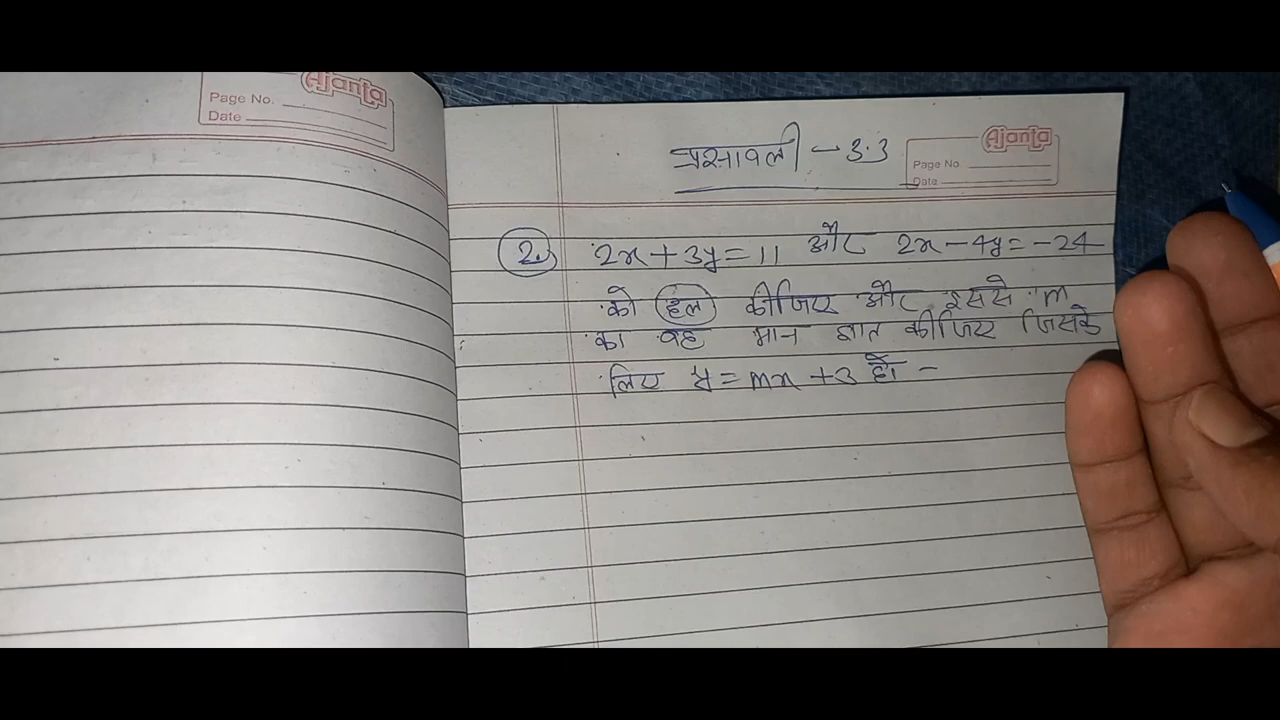 Ajanta
Page No.
Date
Ajanta
Page No
Date
प्रश्नावली - 3.3
2. 2x + 3y = 11 और 2x - 4y = -24
को हल कीजिए और इससे m
का वह मान ज्ञात कीजिए जिसके
लिए y = mx + 3 हो -